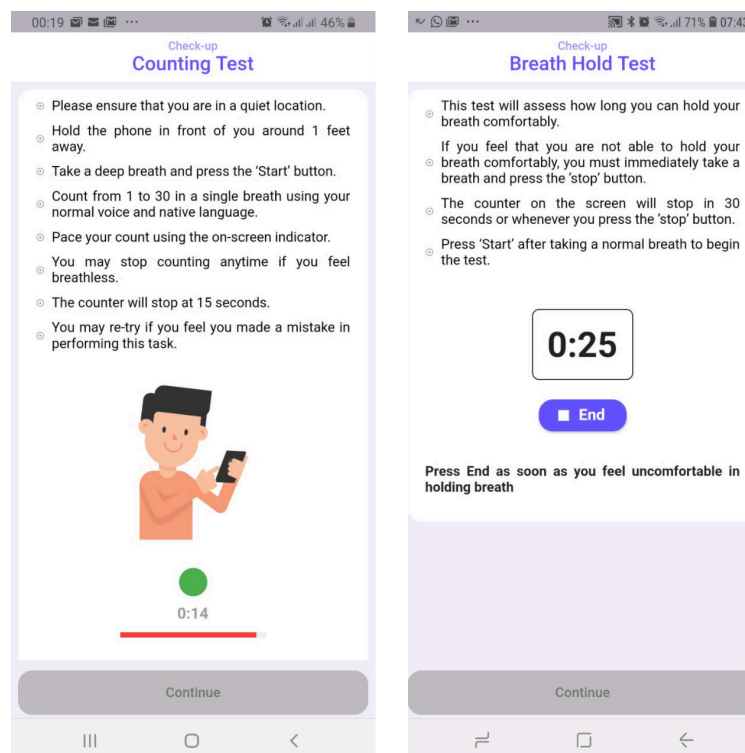 00:19
46%
Check-up
Counting Test
Please ensure that you are in a quiet location.
Hold the phone in front of you around 1 feet
away.
Take a deep breath and press the ‘Start’ button.
Count from 1 to 30 in a single breath using your
normal voice and native language.
Pace your count using the on-screen indicator.
You may stop counting anytime if you feel
breathless.
The counter will stop at 15 seconds.
You may re-try if you feel you made a mistake in
performing this task.
0:14
Continue
71% 07:43
Check-up
Breath Hold Test
This test will assess how long you can hold your
breath comfortably.
If you feel that you are not able to hold your
breath comfortably, you must immediately take a
breath and press the ‘stop’ button.
The counter on the screen will stop in 30
seconds or whenever you press the ‘stop’ button.
Press ‘Start’ after taking a normal breath to begin
the test.
0:25
End
Press End as soon as you feel uncomfortable in
holding breath
Continue